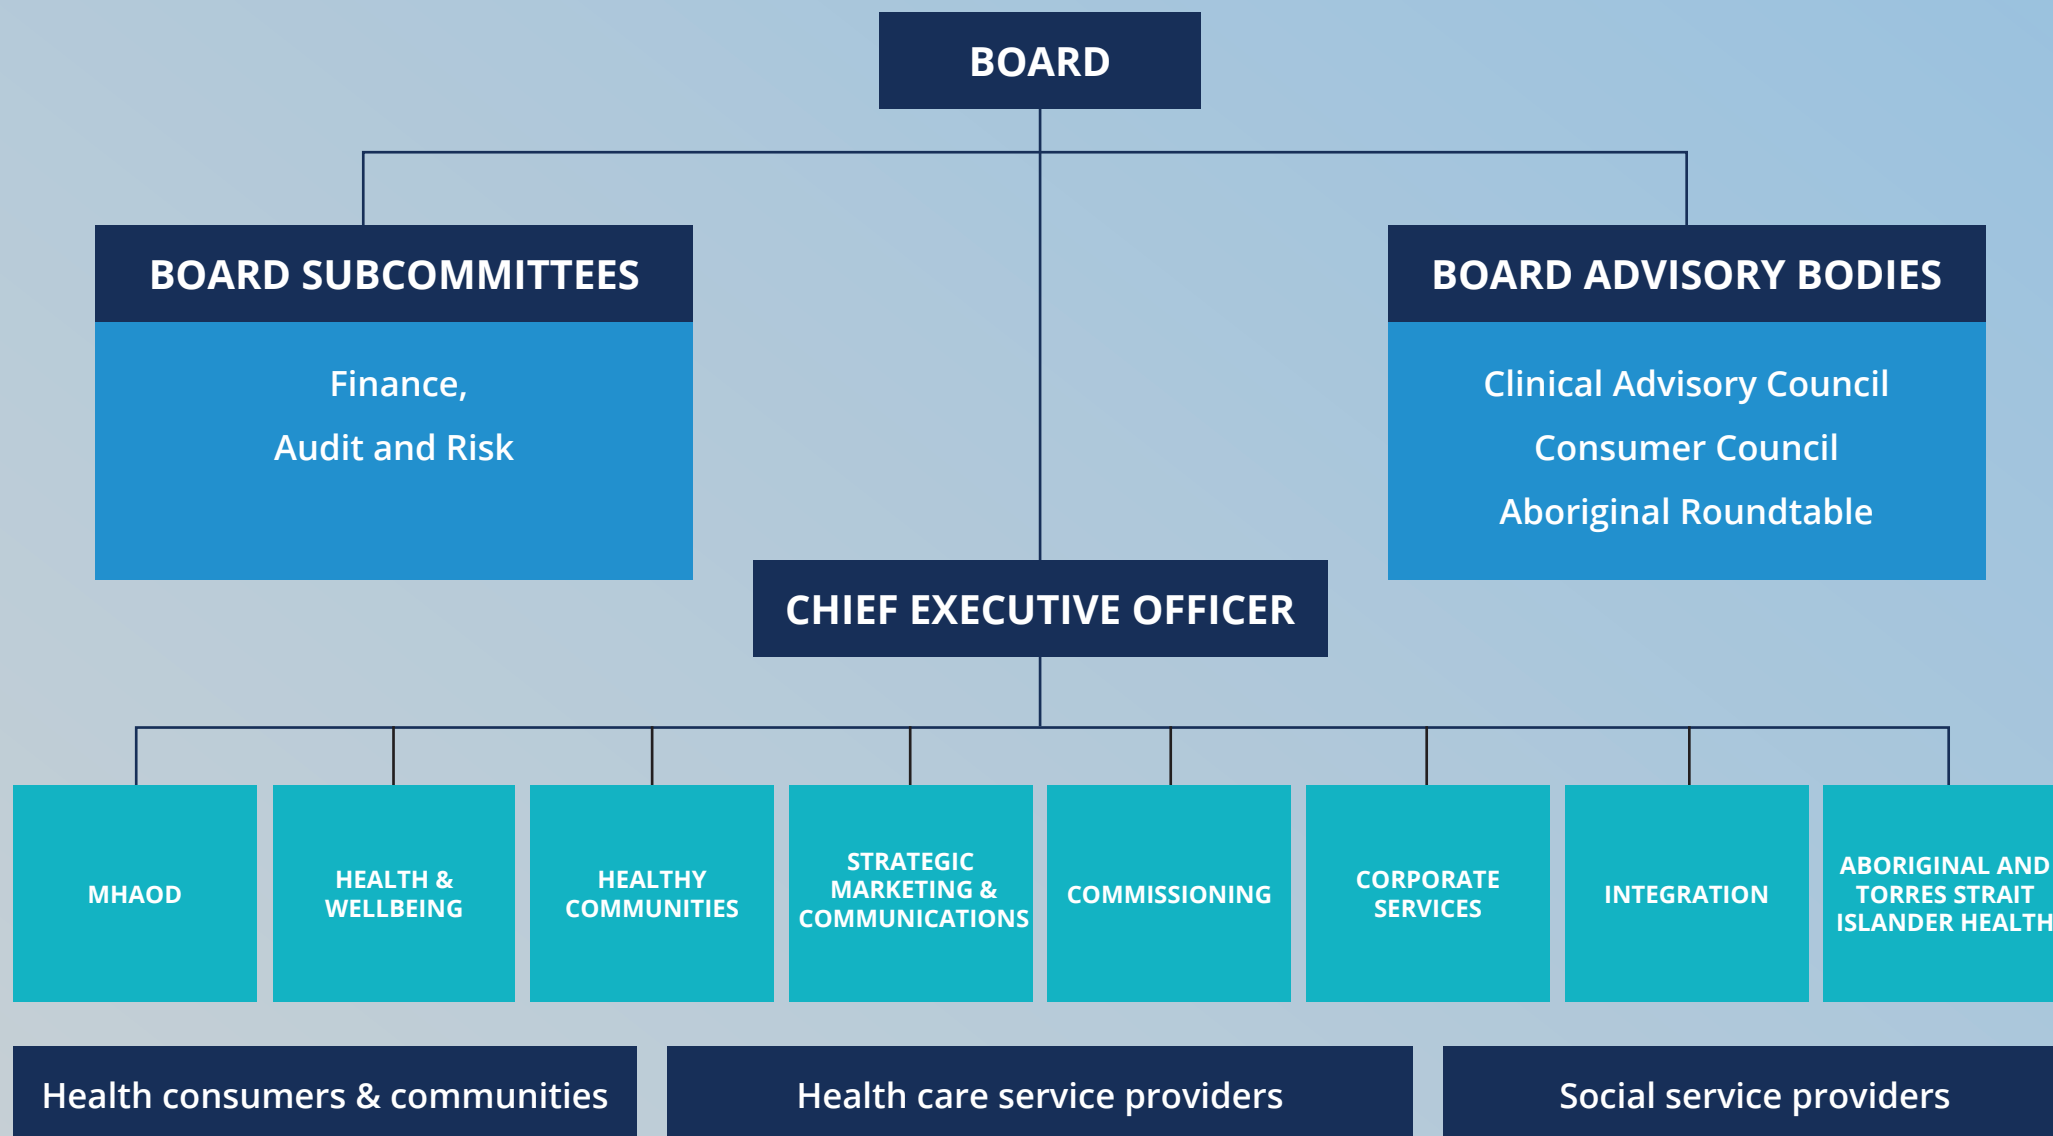 BOARD
BOARD SUBCOMMITTEES
Finance,
Audit and Risk
BOARD ADVISORY BODIES
Clinical Advisory Council
Consumer Council
Aboriginal Roundtable
CHIEF EXECUTIVE OFFICER
MHAOD
HEALTH &
WELLBEING
HEALTHY
COMMUNITIES
STRATEGIC
MARKETING &
COMMUNICATIONS
COMMISSIONING
CORPORATE
SERVICES
INTEGRATION
ABORIGINAL AND
TORRES STRAIT
ISLANDER HEALTH
Health consumers & communities
Health care service providers
Social service providers